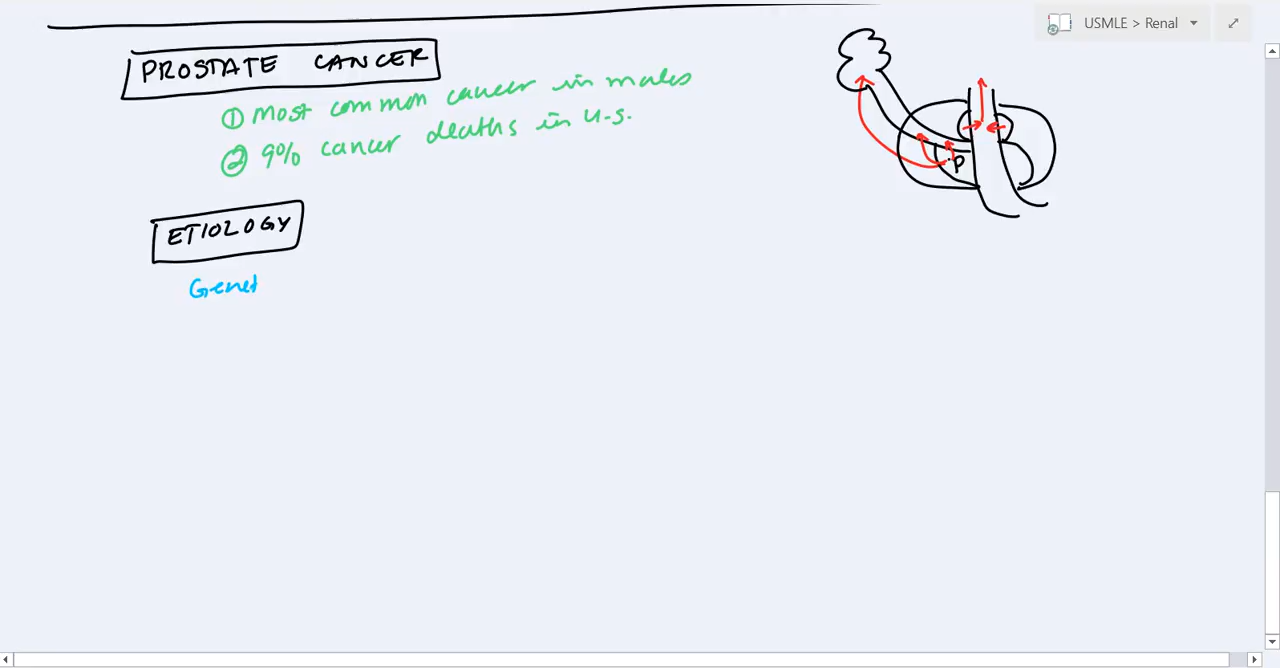 USMLE > Renal
PROSTATE CANCER
① Most common cancer in males
② 9% cancer deaths in U.S.
P
ETIOLOGY
Genet